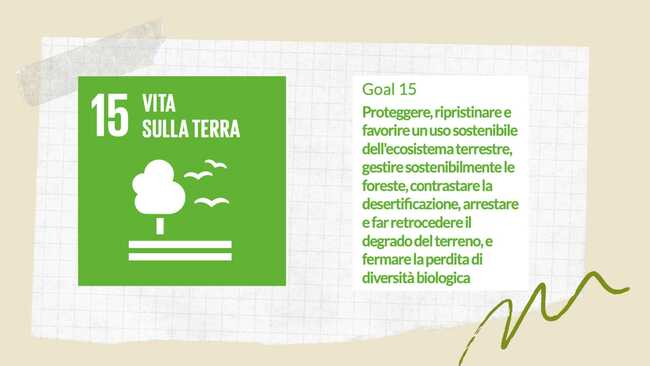 15 VITA
SULLA TERRA
Goal 15
Proteggere, ripristinare e
favorire un uso sostenibile
dell'ecosistema terrestre,
gestire sostenibilmente le
foreste, contrastare la
desertificazione, arrestare
e far retrocedere il
degrado del terreno, e
fermare la perdita di
diversità biologica